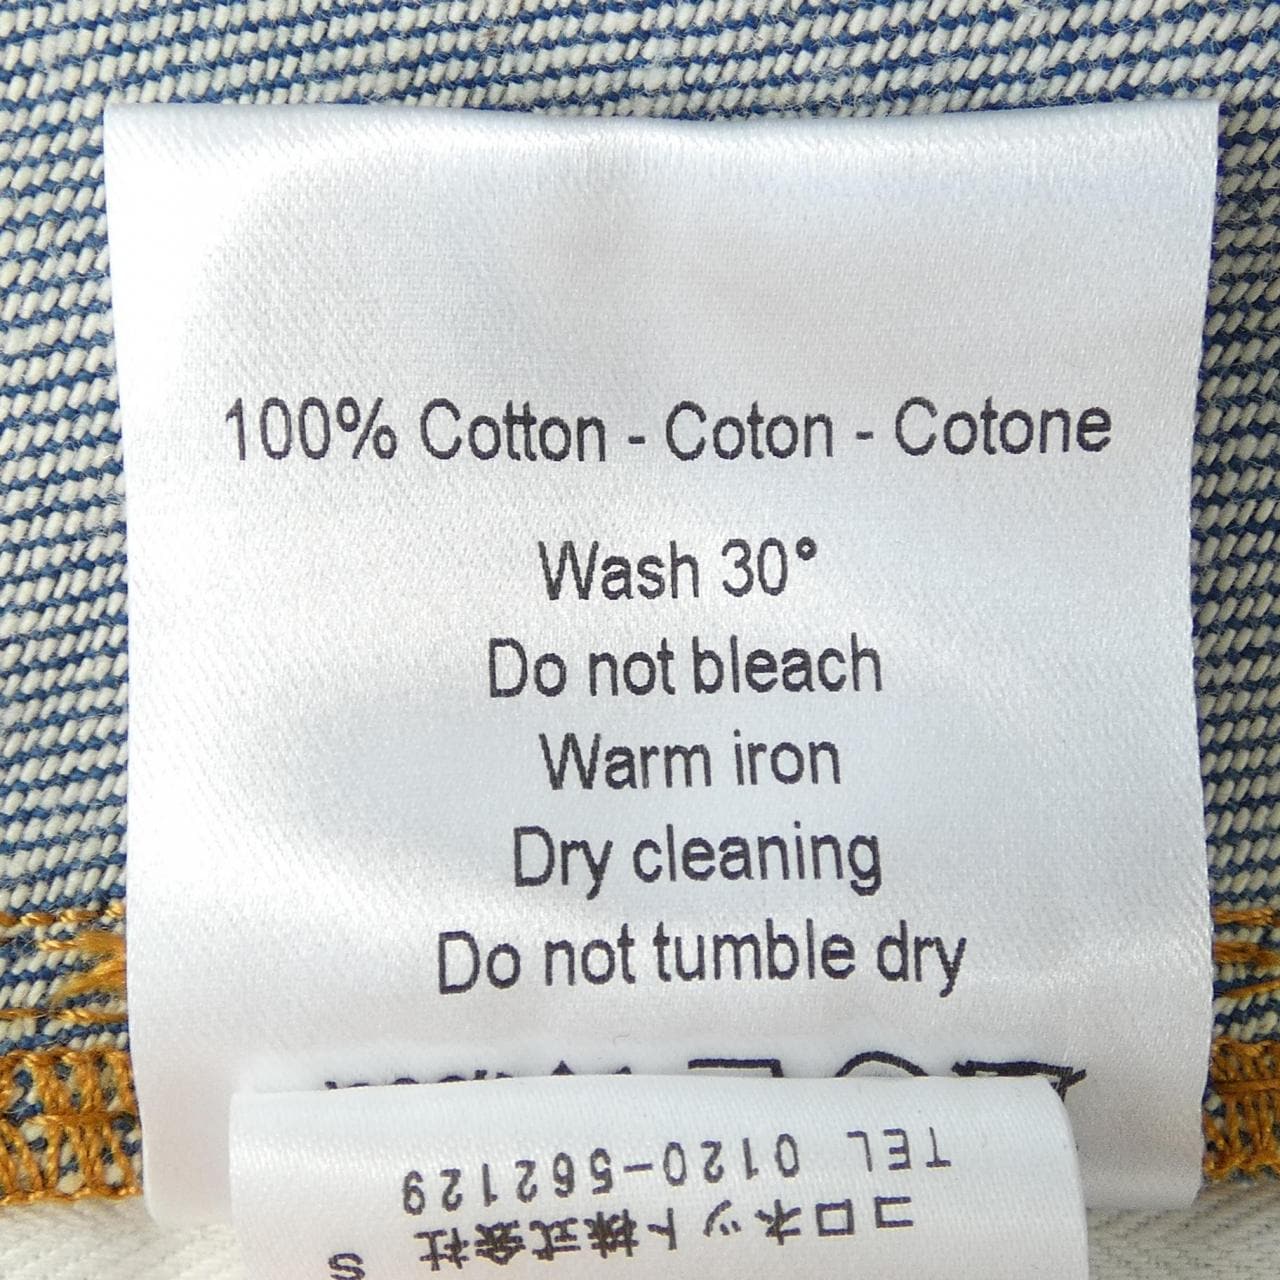 100% Cotton - Coton - Cotone
Wash 30°
Do not bleach
Warm iron
Dry cleaning
Do not tumble dry
S
コロネット株式会社
TEL 0120-562129